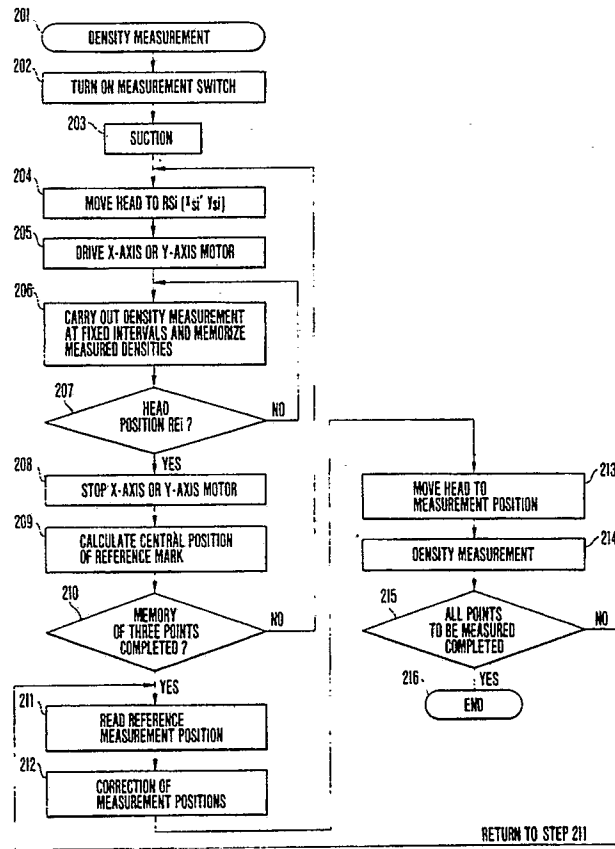 201
DENSITY MEASUREMENT
202
TURN ON MEASUREMENT SWITCH
203
SUCTION
204
MOVE HEAD TO RSi (Xsi, Ysi)
205
DRIVE X-AXIS OR Y-AXIS MOTOR
206
CARRY OUT DENSITY MEASUREMENT
AT FIXED INTERVALS AND MEMORIZE
MEASURED DENSITIES
207
HEAD
POSITION REi ?
NO
YES
208
STOP X-AXIS OR Y-AXIS MOTOR
209
CALCULATE CENTRAL POSITION
OF REFERENCE MARK
210
MEMORY
OF THREE POINTS
COMPLETED ?
NO
YES
211
READ REFERENCE
MEASUREMENT POSITION
212
CORRECTION OF
MEASUREMENT POSITIONS
213
MOVE HEAD TO
MEASUREMENT POSITION
214
DENSITY MEASUREMENT
215
ALL POINTS
TO BE MEASURED
COMPLETED
NO
YES
216
END
RETURN TO STEP 211